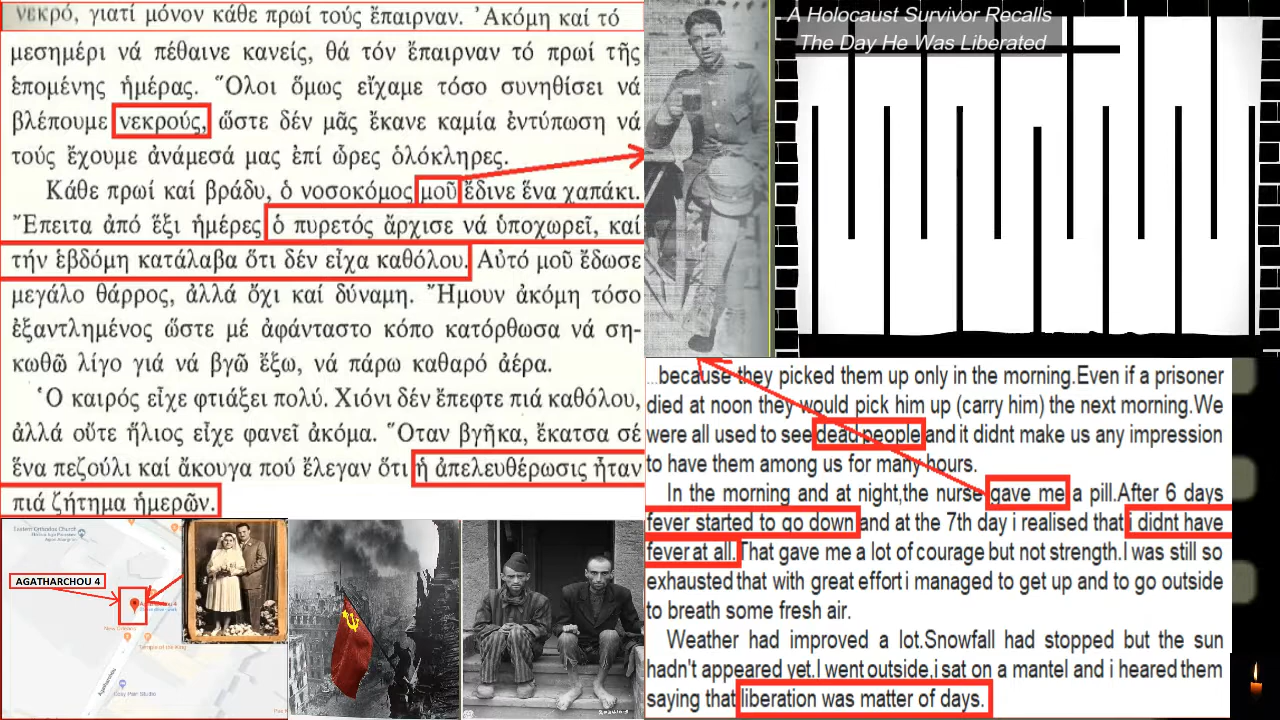 νεκρό, γιατί μόνον κάθε πρωί τούς ἔπαιρναν. Ἀκόμη καί τό
μεσημέρι νά πέθαινε κανείς, θά τόν ἔπαιρναν τό πρωί τῆς
ἑπομένης ἡμέρας. Ὅλοι ὅμως εἴχαμε τόσο συνηθίσει νά
βλέπουμε νεκρούς, ὥστε δέν μᾶς ἔκανε καμία ἐντύπωση νά
τούς ἔχουμε ἀνάμεσά μας ἐπί ὧρες ὁλόκληρες.
Κάθε πρωί καί βράδυ, ὁ νοσοκόμος μοῦ ἔδινε ἕνα χαπάκι.
Ἔπειτα ἀπό ἕξι ἡμέρες ὁ πυρετός ἄρχισε νά ὑποχωρεῖ, καί
τήν ἑβδόμη κατάλαβα ὅτι δέν εἶχα καθόλου. Αὐτό μοῦ ἔδωσε
μεγάλο θάρρος, ἀλλά ὄχι καί δύναμη. Ἤμουν ἀκόμη τόσο
ἐξαντλημένος ὥστε μέ ἀφάνταστο κόπο κατόρθωσα νά ση-
κωθῶ λίγο γιά νά βγῶ ἔξω, νά πάρω καθαρό ἀέρα.
Ὁ καιρός εἶχε φτιάξει πολύ. Χιόνι δέν ἔπεφτε πιά καθόλου,
ἀλλά οὔτε ἥλιος εἶχε φανεῖ ἀκόμα. Ὅταν βγῆκα, ἔκατσα σέ
ἕνα πεζούλι καί ἄκουγα πού ἔλεγαν ὅτι ἡ ἀπελευθέρωσις ἦταν
πιά ζήτημα ἡμερῶν.
A Holocaust Survivor Recalls
The Day He Was Liberated
...because they picked them up only in the morning.Even if a prisoner
died at noon they would pick him up (carry him) the next morning.We
were all used to see dead people and it didnt make us any impression
to have them among us for many hours.
In the morning and at night,the nurse gave me a pill.After 6 days
fever started to go down and at the 7th day i realised that i didnt have
fever at all. That gave me a lot of courage but not strength.I was still so
exhausted that with great effort i managed to get up and to go outside
to breath some fresh air.
Weather had improved a lot.Snowfall had stopped but the sun
hadn't appeared yet.I went outside,i sat on a mantel and i heared them
saying that liberation was matter of days.
Eastern Orthodox Church
AGATHARCHOU 4
Temple of the King
Easy Pair Studio